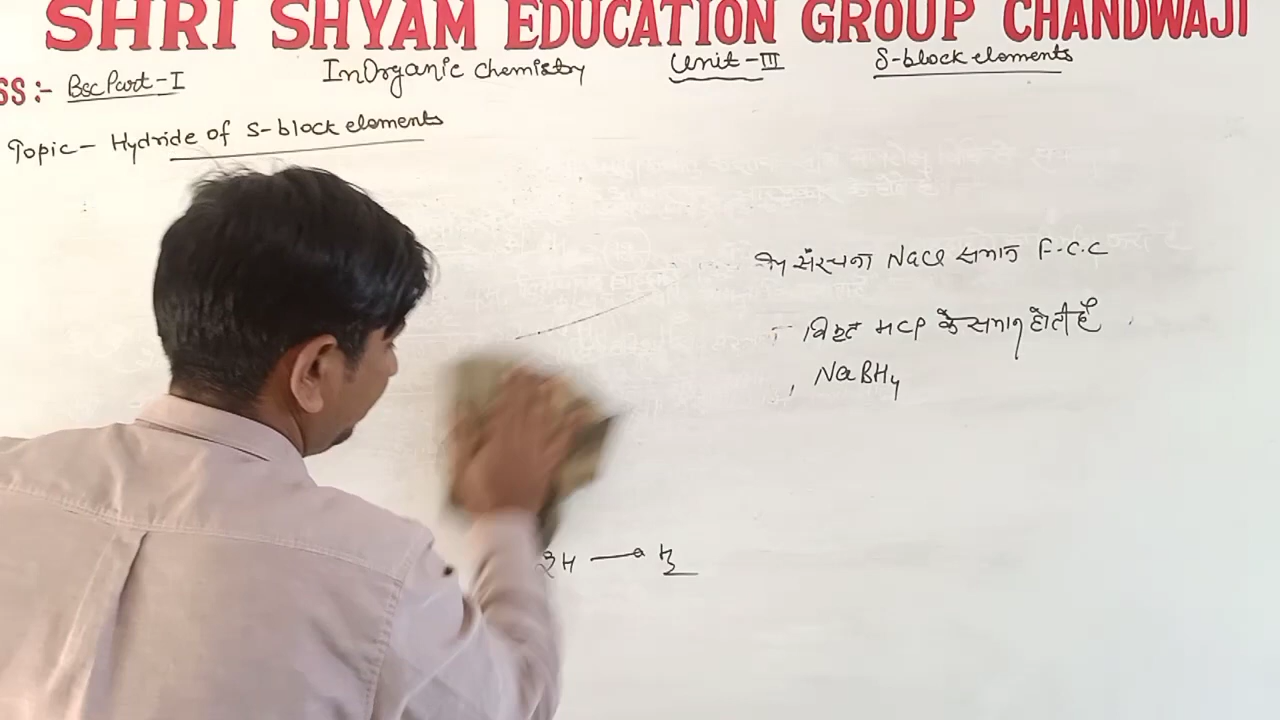 SHRI SHYAM EDUCATION GROUP CHANDWAJI
SS:- Bsc Part-I InOrganic chemistry Unit-III S-block elements
Topic- Hydride of S-block elements
संरचना NaCl समान F.C.C
विकृत HCP के समान होती है
, NaBH4
2H